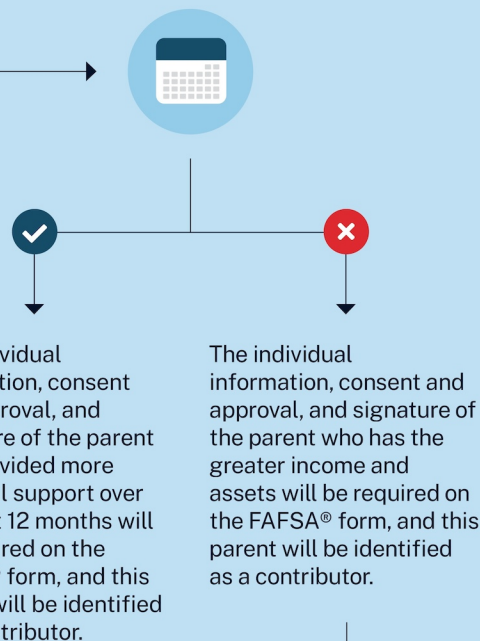 vidual
tion, consent
roval, and
re of the parent
vided more
l support over
t 12 months will
red on the
form, and this
will be identified
tributor.
The individual
information, consent and
approval, and signature of
the parent who has the
greater income and
assets will be required on
the FAFSA® form, and this
parent will be identified
as a contributor.